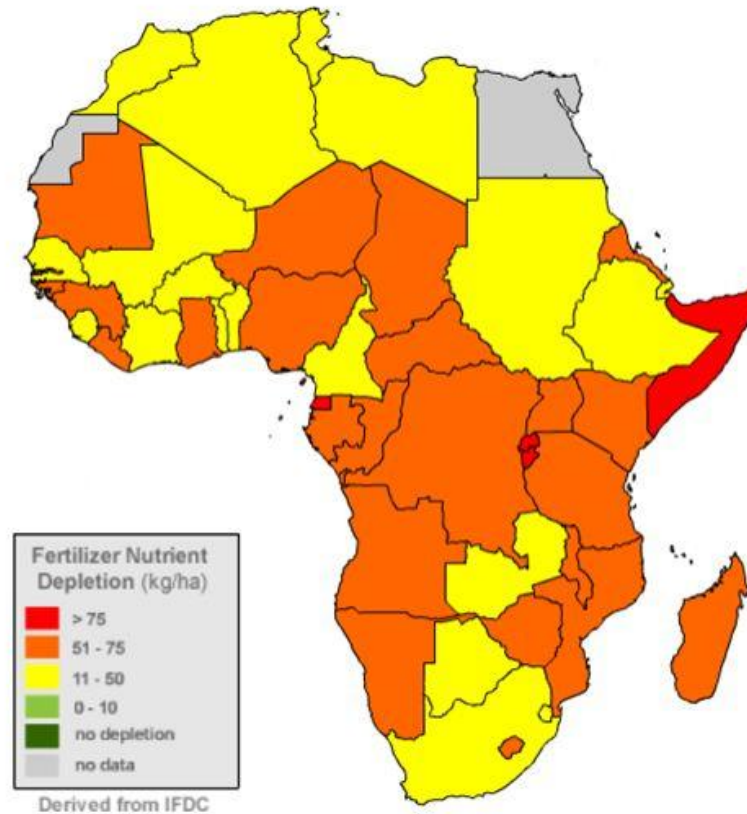 Fertilizer Nutrient
Depletion (kg/ha)
> 75
51 - 75
11 - 50
0 - 10
no depletion
no data
Derived from IFDC